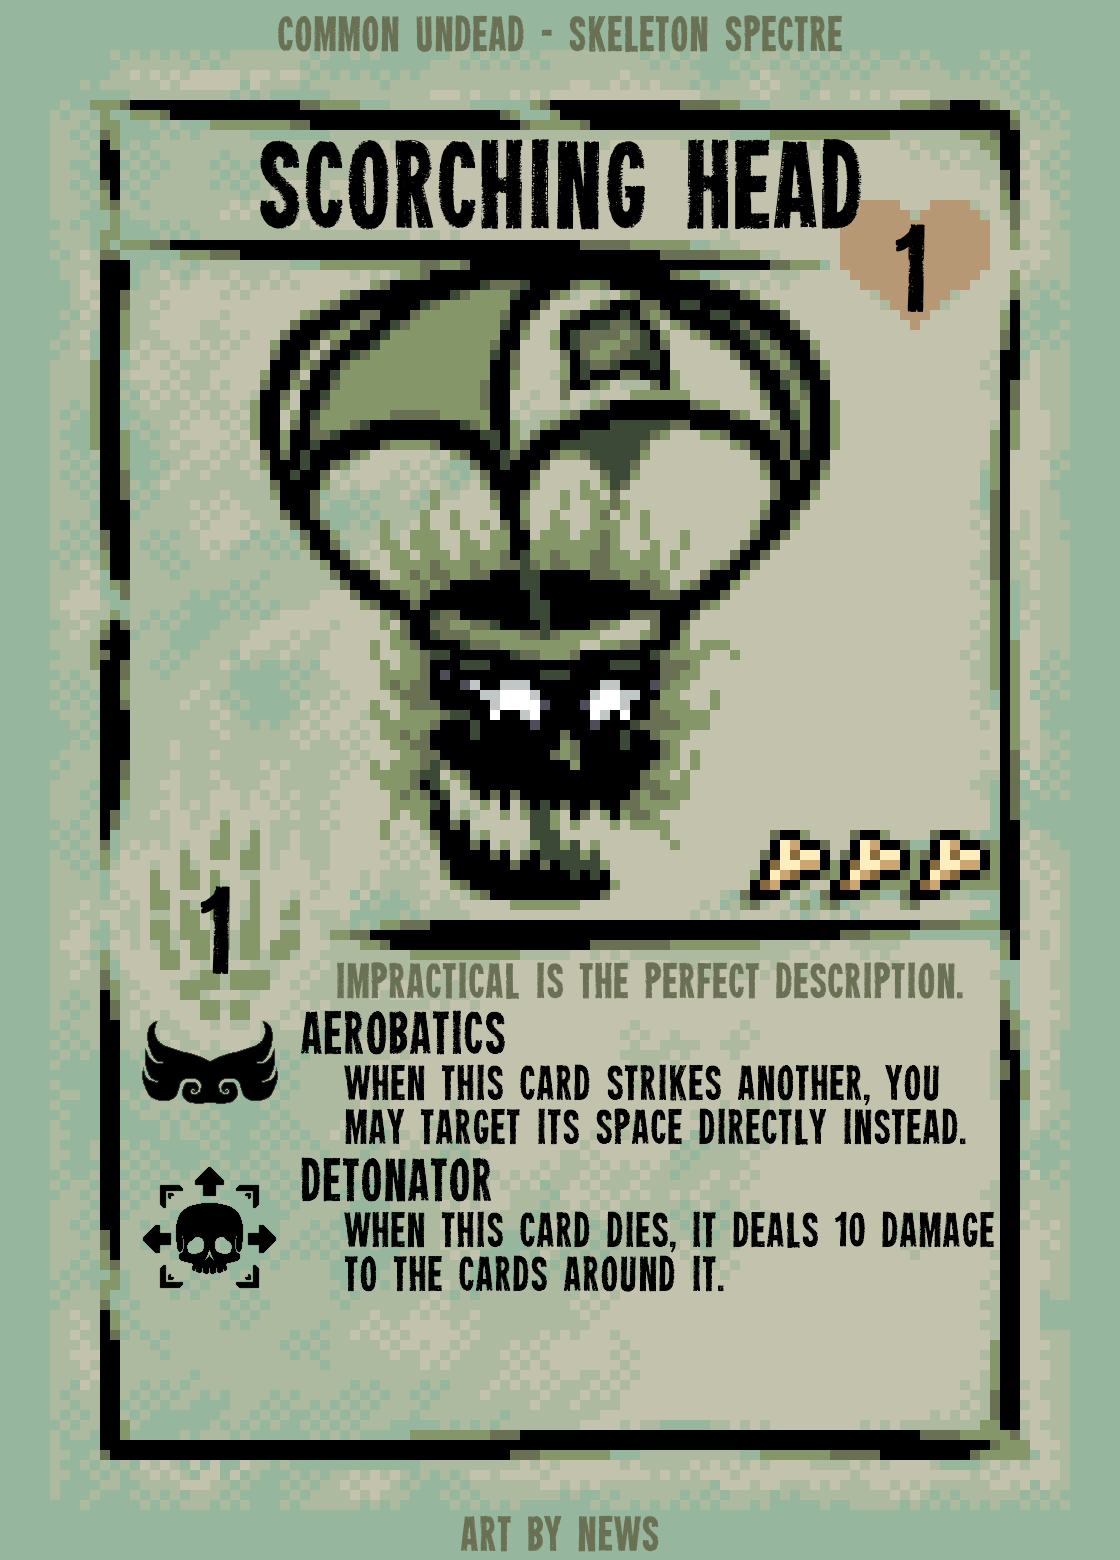 COMMON UNDEAD - SKELETON SPECTRE
SCORCHING HEAD
1
1
IMPRACTICAL IS THE PERFECT DESCRIPTION.
AEROBATICS
WHEN THIS CARD STRIKES ANOTHER, YOU
MAY TARGET ITS SPACE DIRECTLY INSTEAD.
DETONATOR
WHEN THIS CARD DIES, IT DEALS 10 DAMAGE
TO THE CARDS AROUND IT.
ART BY NEWS